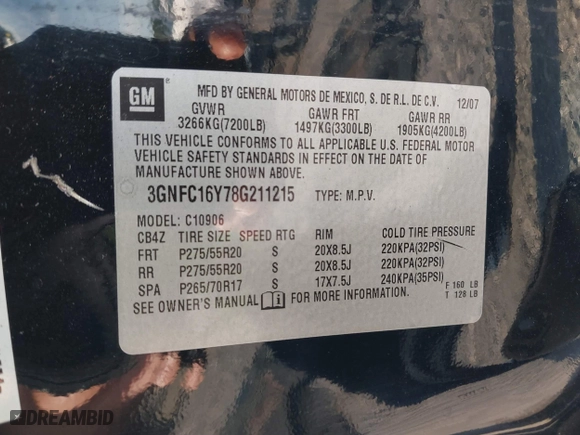 GM
MFD BY GENERAL MOTORS DE MEXICO, S. DE R.L. DE C.V. 12/07
GVWR GAWR FRT GAWR RR
3266KG(7200LB) 1497KG(3300LB) 1905KG(4200LB)
THIS VEHICLE CONFORMS TO ALL APPLICABLE U.S. FEDERAL MOTOR
VEHICLE SAFETY STANDARDS IN EFFECT ON THE DATE OF
MANUFACTURE SHOWN ABOVE.
3GNFC16Y78G211215 TYPE: M.P.V.
MODEL: C10906
CB4Z TIRE SIZE SPEED RTG RIM COLD TIRE PRESSURE
FRT P275/55R20 S 20X8.5J 220KPA(32PSI)
RR P275/55R20 S 20X8.5J 220KPA(32PSI)
SPA P265/70R17 S 17X7.5J 240KPA(35PSI) F 160 LB
SEE OWNER'S MANUAL i FOR MORE INFORMATION. T 128 LB
DREAMBID